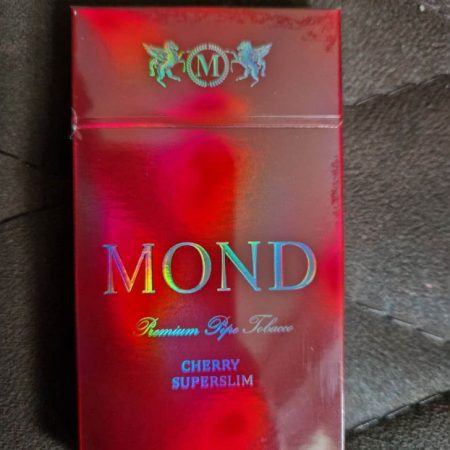 M
MOND
Premium Pipe Tobacco
CHERRY
SUPERSLIM